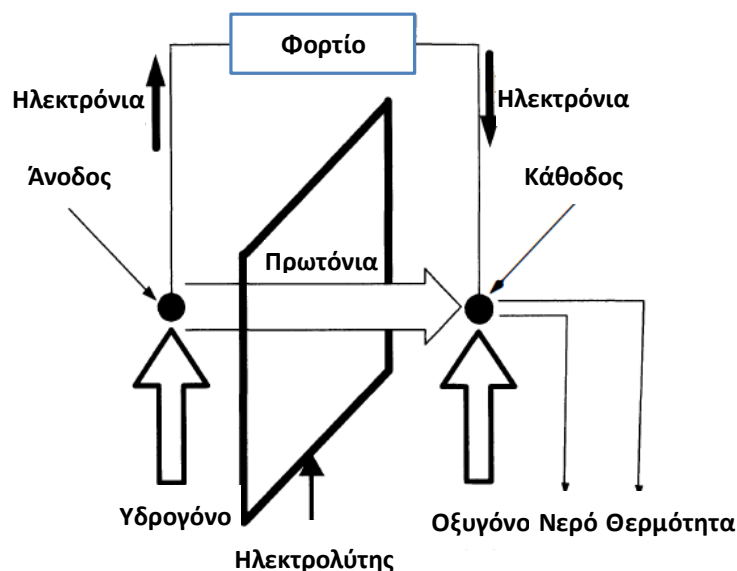 Φορτίο
Ηλεκτρόνια
Ηλεκτρόνια
Άνοδος
Κάθοδος
Πρωτόνια
Υδρογόνο
Οξυγόνο Νερό Θερμότητα
Ηλεκτρολύτης